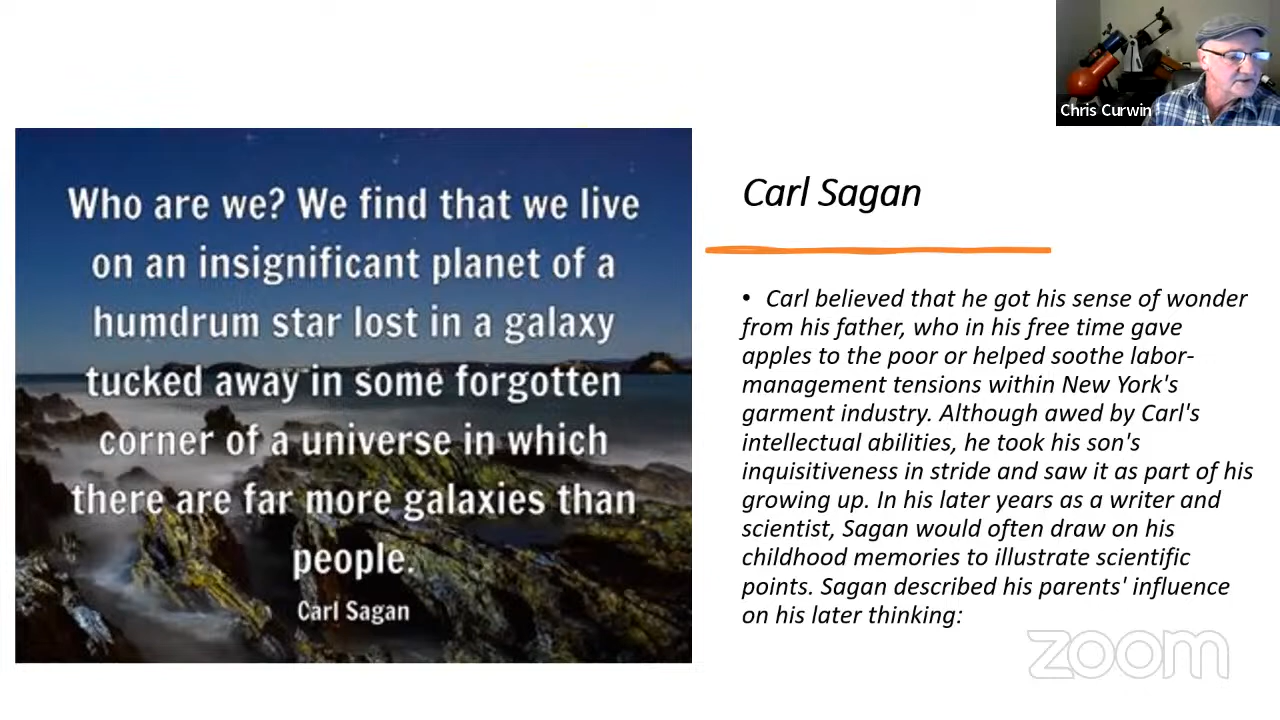 Chris Curwin
Who are we? We find that we live
on an insignificant planet of a
humdrum star lost in a galaxy
tucked away in some forgotten
corner of a universe in which
there are far more galaxies than
people.
Carl Sagan
Carl Sagan
• Carl believed that he got his sense of wonder
from his father, who in his free time gave
apples to the poor or helped soothe labor-
management tensions within New York's
garment industry. Although awed by Carl's
intellectual abilities, he took his son's
inquisitiveness in stride and saw it as part of his
growing up. In his later years as a writer and
scientist, Sagan would often draw on his
childhood memories to illustrate scientific
points. Sagan described his parents' influence
on his later thinking:
zoom